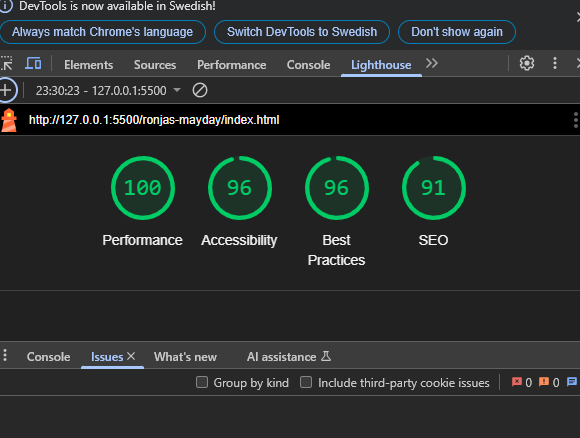 DevTools is now available in Swedish!
Always match Chrome's language Switch DevTools to Swedish Don't show again
Elements Sources Performance Console Lighthouse
23:30:23 - 127.0.0.1:5500
http://127.0.0.1:5500/ronjas-mayday/index.html
100 96 96 91
Performance Accessibility Best Practices SEO
Console Issues What's new AI assistance
Group by kind Include third-party cookie issues 0 0